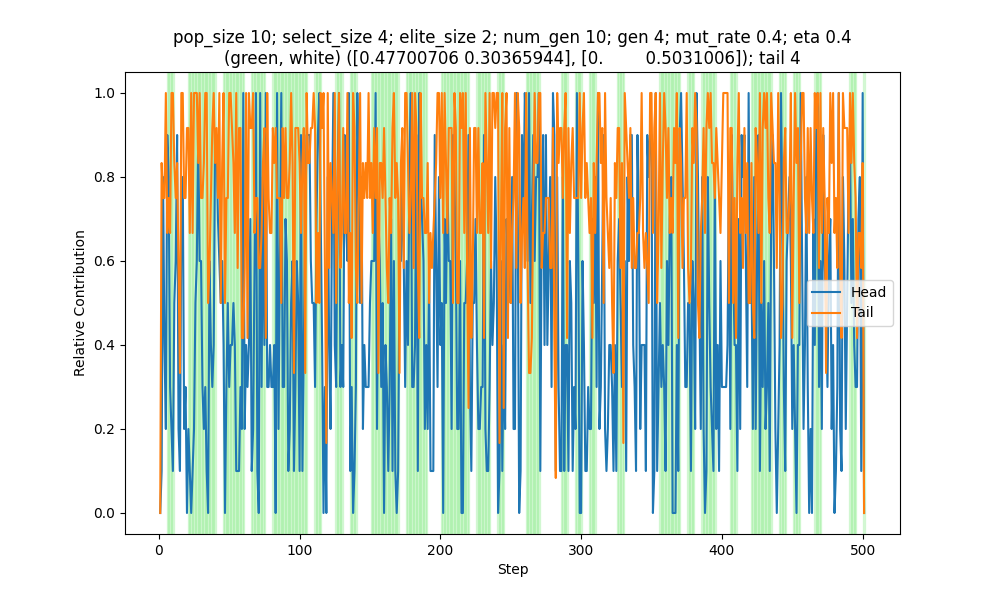 pop_size 10; select_size 4; elite_size 2; num_gen 10; gen 4; mut_rate 0.4; eta 0.4
(green, white) ([0.47700706 0.30365944], [0.         0.5031006]); tail 4
1.0
0.8
0.6
0.4
0.2
0.0
Relative Contribution
Head
Tail
0
100
200
300
400
500
Step